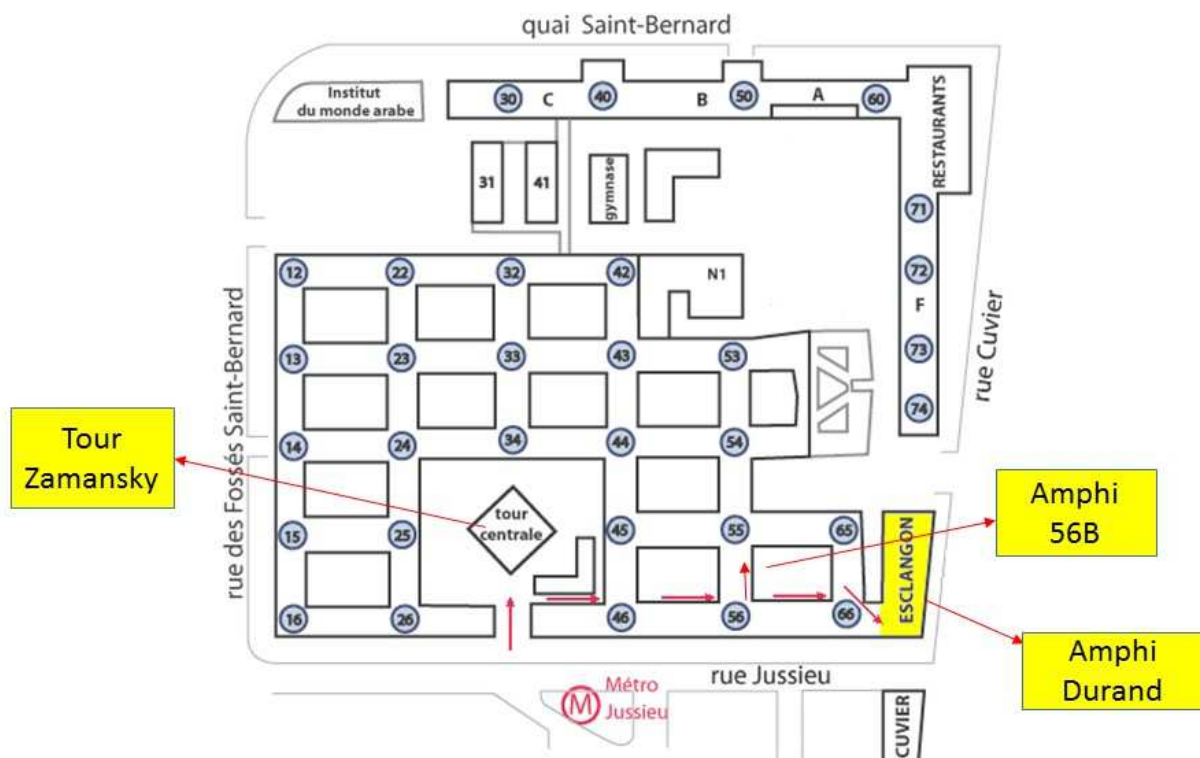 quai Saint-Bernard
Institut
du monde arabe
30
C
40
B
50
A
60
RESTAURANTS
31
41
gymnase
71
12
22
32
42
N1
72
F
rue des Fossés Saint-Bernard
rue Cuvier
13
23
33
43
53
73
74
Tour
Zamansky
14
24
34
44
54
tour
centrale
Amphi
56B
15
25
45
55
65
ESCLANGON
16
26
46
56
66
Amphi
Durand
rue Jussieu
M
Métro
Jussieu
CUVIER